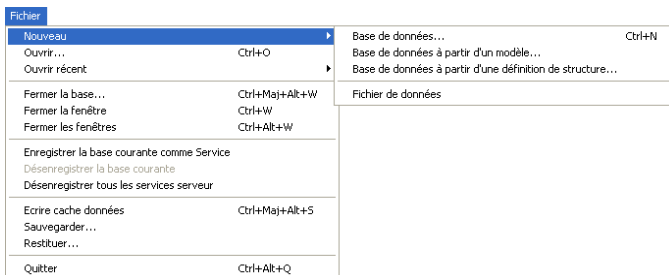 Fichier
Nouveau
Ouvrir... Ctrl+O
Ouvrir récent
Fermer la base... Ctrl+Maj+Alt+W
Fermer la fenêtre Ctrl+W
Fermer les fenêtres Ctrl+Alt+W
Enregistrer la base courante comme Service
Désenregistrer la base courante
Désenregistrer tous les services serveur
Ecrire cache données Ctrl+Maj+Alt+S
Sauvegarder...
Restituer...
Quitter Ctrl+Alt+Q
Base de données... Ctrl+N
Base de données à partir d'un modèle...
Base de données à partir d'une définition de structure...
Fichier de données